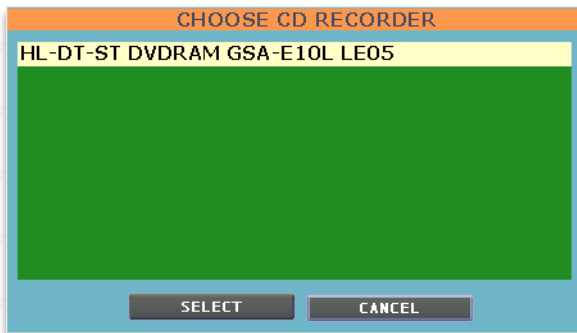 CHOOSE CD RECORDER
HL-DT-ST DVDRAM GSA-E10L LE05
SELECT
CANCEL